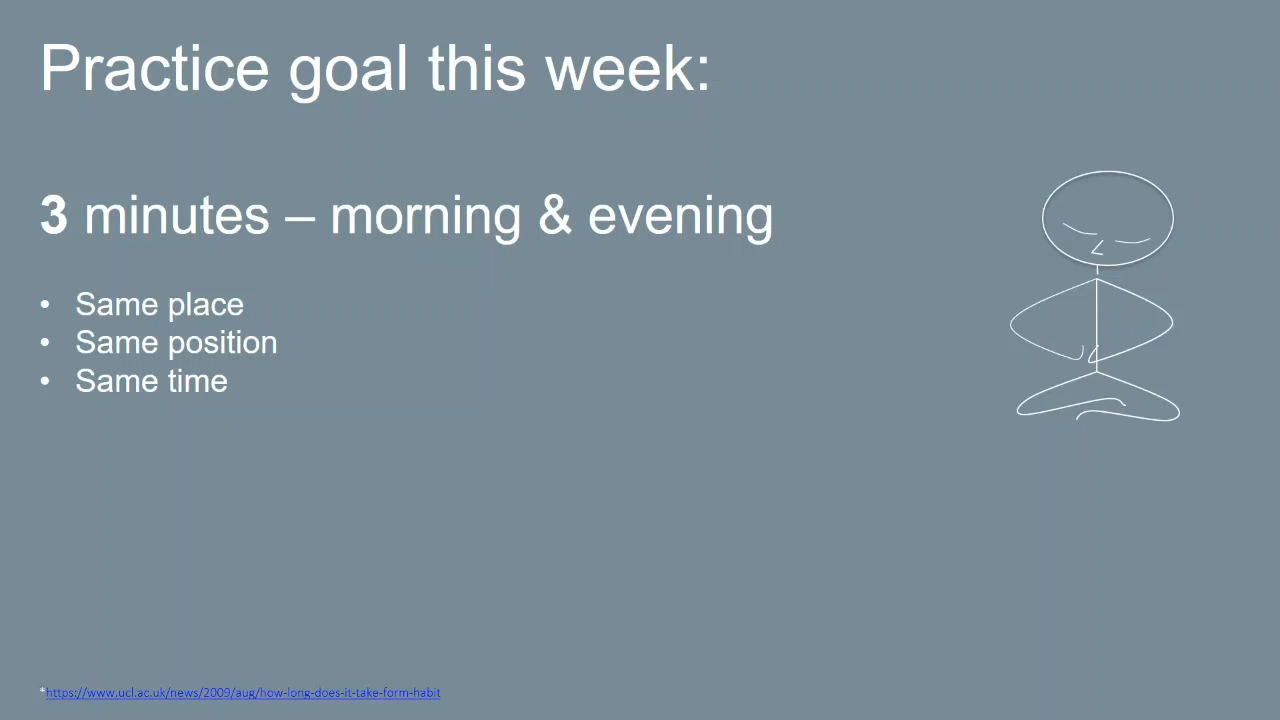 Practice goal this week:
3 minutes – morning & evening
• Same place
• Same position
• Same time
*https://www.ucl.ac.uk/news/2009/aug/how-long-does-it-take-form-habit